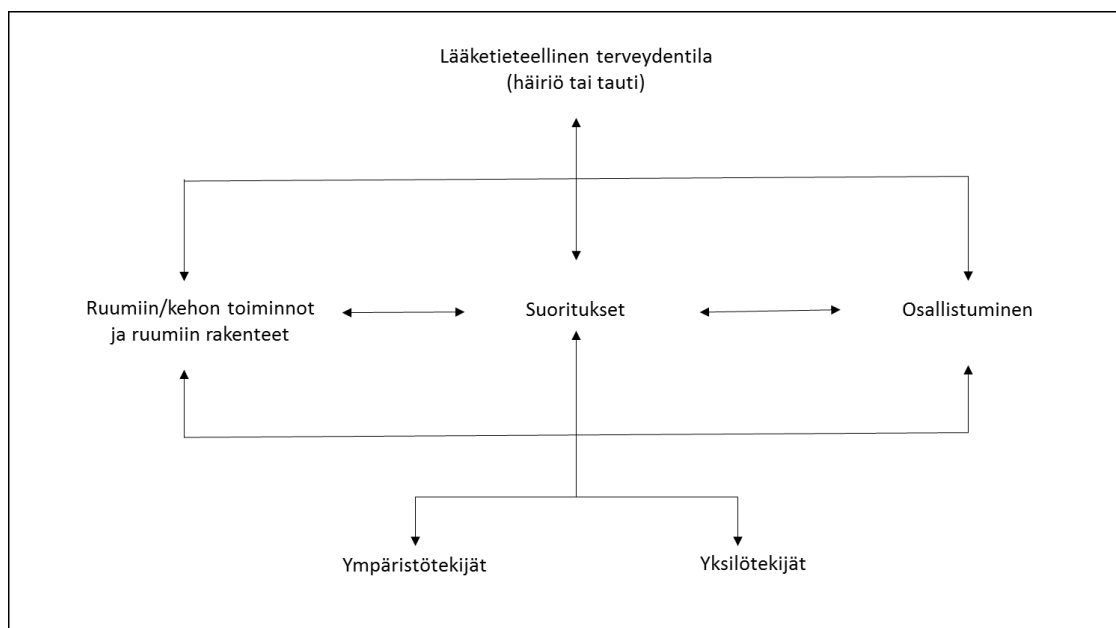 Lääketieteellinen terveydentila
(häiriö tai tauti)
Ruumiin/kehon toiminnot
ja ruumiin rakenteet
Suoritukset
Osallistuminen
Ympäristötekijät
Yksilötekijät